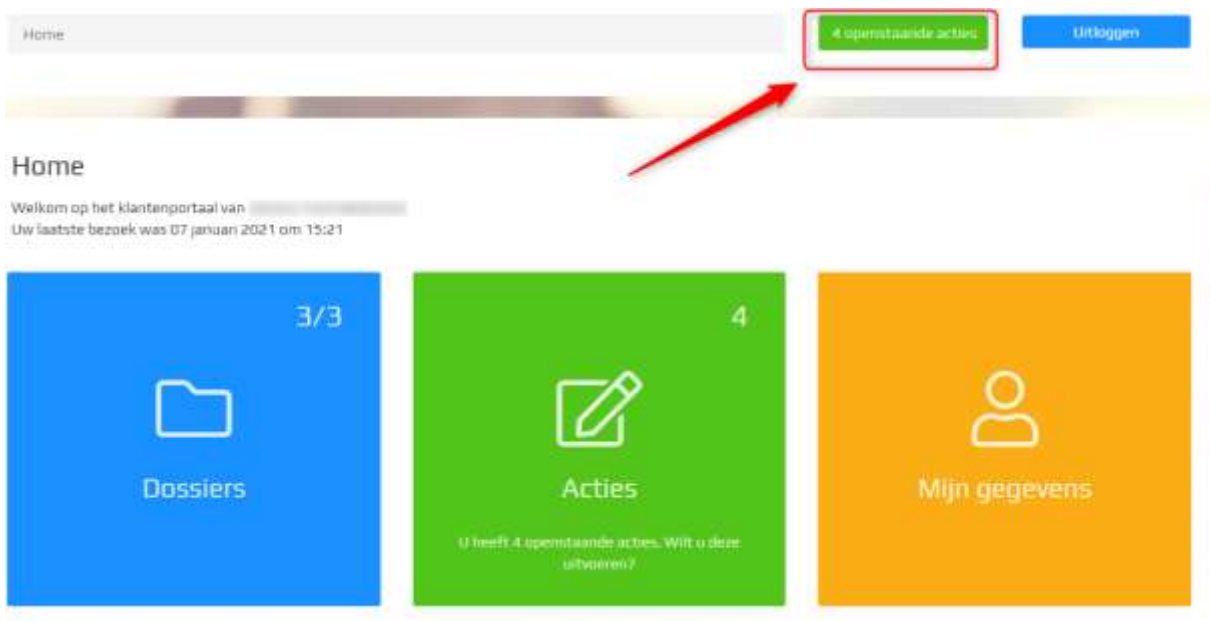 Home
4 openstaande acties
Uitloggen
Home
Welkom op het klantenportaal van
Uw laatste bezoek was 07 januari 2021 om 15:21
3/3
Dossiers
4
Acties
U heeft 4 openstaande acties. Wilt u deze
uitvoeren?
Mijn gegevens